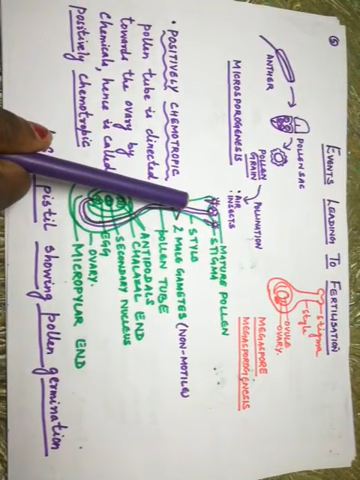 ⑥ EVENTS LEADING TO FERTILISATION
ANTHER
POLLEN SAC
POLLEN
GRAIN
MICROSPOROGENESIS
POLLINATION
• AIR
• INSECTS
stigma
style
OVULE
OVARY.
MEGASPORE
MEGASPOROGENESIS
MATURE POLLEN
STIGMA
STYLE
2 MALE GAMETES (NON-MOTILE)
POLLEN TUBE
ANTIPODALS
CHALAZAL END
SECONDARY NUCLEUS
EGG
OVARY.
MICROPYLAR END
• POSITIVELY CHEMOTROPIC
pollen tube is directed
towards the ovary by
chemicals, hence is called
positively chemotropic
pistil showing pollen germination